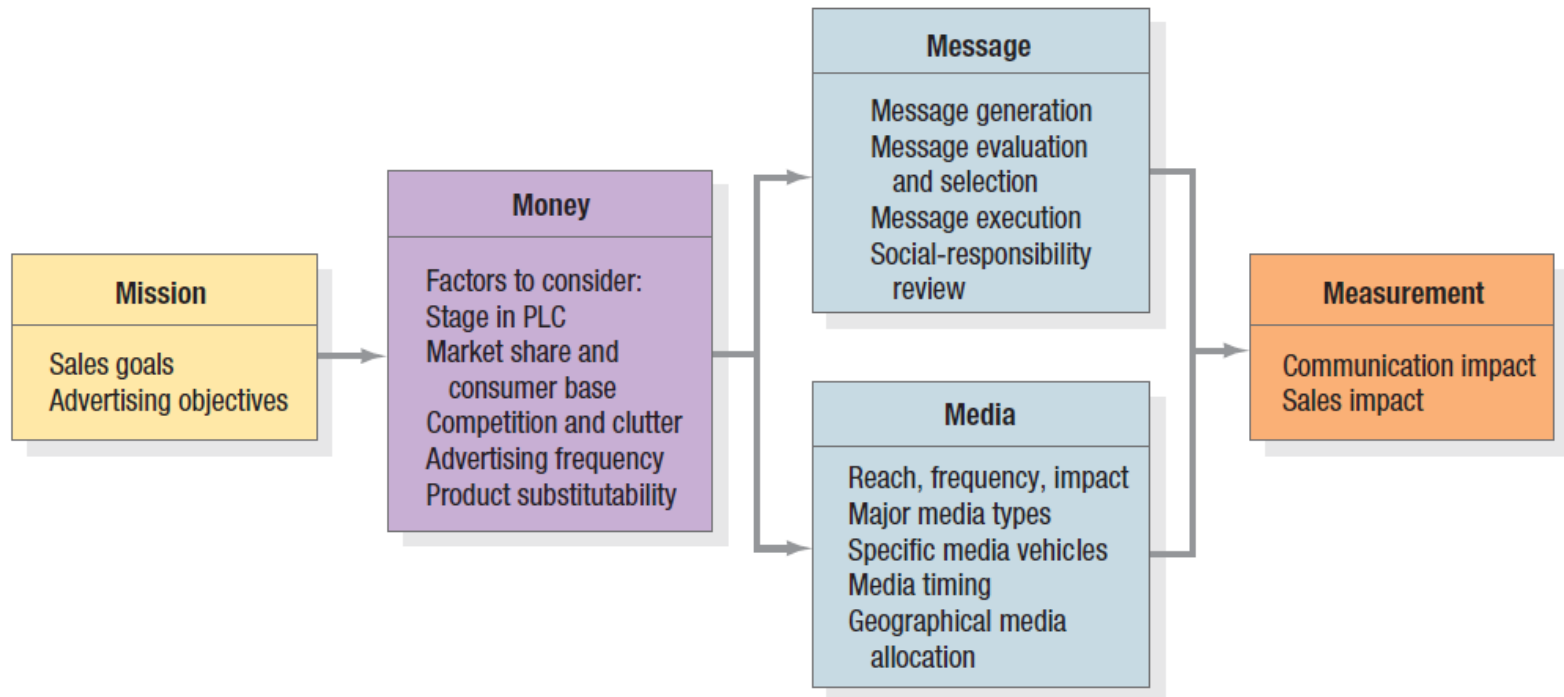 Mission
Sales goals
Advertising objectives
Money
Factors to consider:
Stage in PLC
Market share and
consumer base
Competition and clutter
Advertising frequency
Product substitutability
Message
Message generation
Message evaluation
and selection
Message execution
Social-responsibility
review
Media
Reach, frequency, impact
Major media types
Specific media vehicles
Media timing
Geographical media
allocation
Measurement
Communication impact
Sales impact